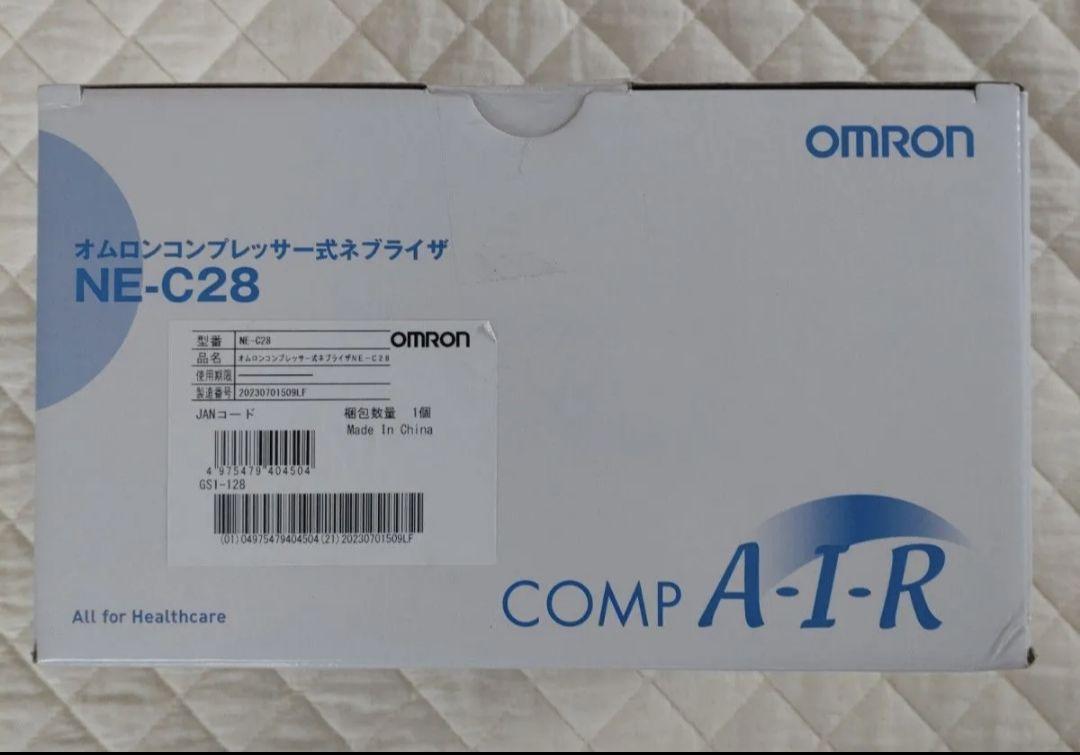 OMRON
オムロンコンプレッサー式ネブライザ
NE-C28
OMRON
型番 NE-C28
品名 オムロンコンプレッサー式ネブライザNE-C28
使用期限
製造番号 20230701509LF
JANコード 梱包数量 1個
Made In China
4975479404504
GS1-128
(01)04975479404504(21)20230701509LF
COMP A-I-R
All for Healthcare